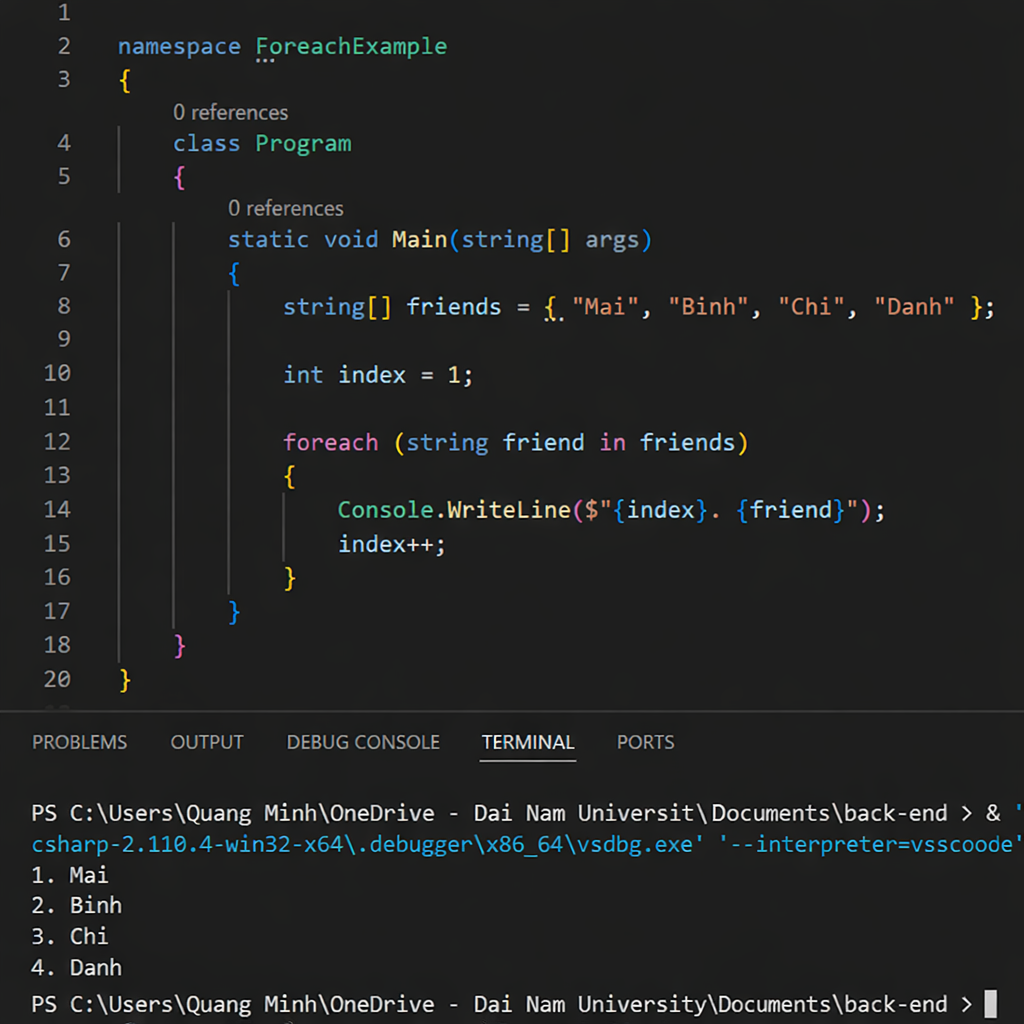 1
2 namespace ForeachExample
3 {
0 references
4 class Program
5 {
0 references
6 static void Main(string[] args)
7 {
8 string[] friends = { "Mai", "Binh", "Chi", "Danh" };
9
10 int index = 1;
11
12 foreach (string friend in friends)
13 {
14 Console.WriteLine($"{index}. {friend}");
15 index++;
16 }
17 }
18 }
20 }
PROBLEMS OUTPUT DEBUG CONSOLE TERMINAL PORTS
PS C:\Users\Quang Minh\OneDrive - Dai Nam Universit\Documents\back-end > & '
csharp-2.110.4-win32-x64\.debugger\x86_64\vsdbg.exe' '--interpreter=vsscoode'
1. Mai
2. Binh
3. Chi
4. Danh
PS C:\Users\Quang Minh\OneDrive - Dai Nam University\Documents\back-end >